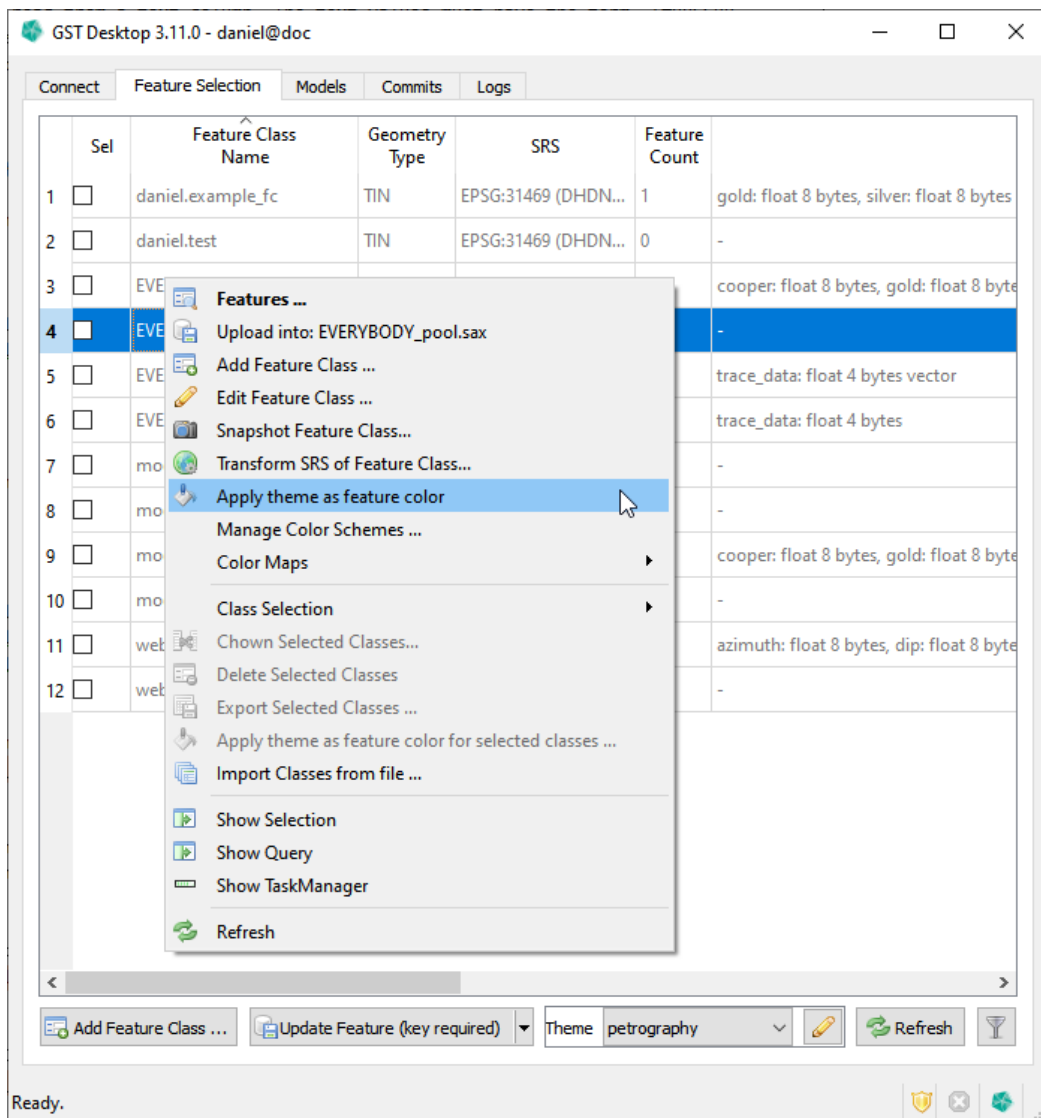 GST Desktop 3.11.0 - daniel@doc
Connect Feature Selection Models Commits Logs
Sel Feature Class Name Geometry Type SRS Feature Count
1 daniel.example_fc TIN EPSG:31469 (DHDN... 1 gold: float 8 bytes, silver: float 8 bytes
2 daniel.test TIN EPSG:31469 (DHDN... 0 -
3 EVE cooper: float 8 bytes, gold: float 8 byte
Features ...
4 EVE -
Upload into: EVERYBODY_pool.sax
Add Feature Class ...
5 EVE trace_data: float 4 bytes vector
Edit Feature Class ...
6 EVE trace_data: float 4 bytes
Snapshot Feature Class...
7 mo -
Transform SRS of Feature Class...
Apply theme as feature color
8 mo -
Manage Color Schemes ...
9 mo cooper: float 8 bytes, gold: float 8 byte
Color Maps
10 mo -
Class Selection
11 web azimuth: float 8 bytes, dip: float 8 byte
Chown Selected Classes...
Delete Selected Classes
12 web -
Export Selected Classes ...
Apply theme as feature color for selected classes ...
Import Classes from file ...
Show Selection
Show Query
Show TaskManager
Refresh
Add Feature Class ... Update Feature (key required) Theme petrography Refresh
Ready.